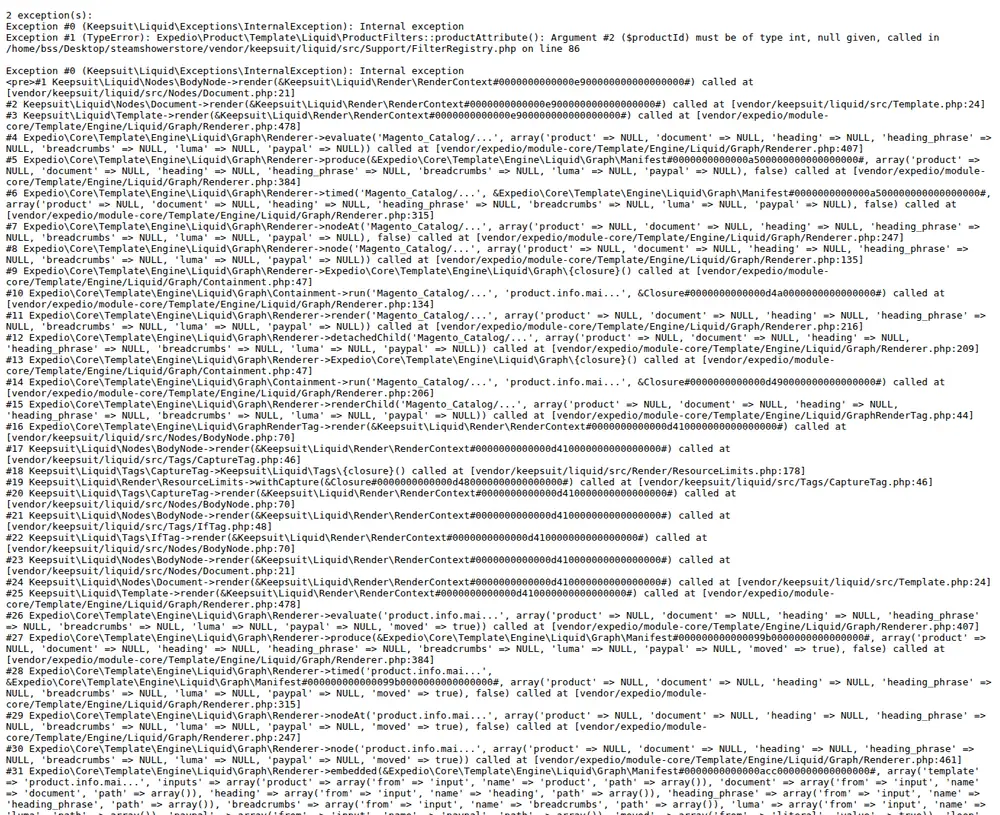 2 exception(s):
Exception #0 (Keepsuit\Liquid\Exceptions\InternalException): Internal exception
Exception #1 (TypeError): Expedio\Product\Template\Liquid\ProductFilters::productAttribute(): Argument #2 ($productId) must be of type int, null given, called in
/home/bss/Desktop/steamshowerstore/vendor/keepsuit/liquid/src/Support/FilterRegistry.php on line 86
Exception #0 (Keepsuit\Liquid\Exceptions\InternalException): Internal exception
<pre>#1 Keepsuit\Liquid\Nodes\BodyNode->render(&Keepsuit\Liquid\Render\RenderContext#0000000000000e900000000000000000#) called at
[vendor/keepsuit/liquid/src/Nodes/Document.php:21]
#2 Keepsuit\Liquid\Nodes\Document->render(&Keepsuit\Liquid\Render\RenderContext#0000000000000e900000000000000000#) called at [vendor/keepsuit/liquid/src/Template.php:24]
#3 Keepsuit\Liquid\Template->render(&Keepsuit\Liquid\Render\RenderContext#0000000000000e900000000000000000#) called at [vendor/expedio/module-
core/Template/Engine/Liquid/Graph/Renderer.php:478]
#4 Expedio\Core\Template\Engine\Liquid\Graph\Renderer->evaluate('Magento_Catalog/...', array('product' => NULL, 'document' => NULL, 'heading' => NULL, 'heading_phrase' =>
NULL, 'breadcrumbs' => NULL, 'luma' => NULL, 'paypal' => NULL)) called at [vendor/expedio/module-core/Template/Engine/Liquid/Graph/Renderer.php:407]
#5 Expedio\Core\Template\Engine\Liquid\Graph\Renderer->produce(&Expedio\Core\Template\Engine\Liquid\Graph\Manifest#0000000000000a500000000000000000#, array('product' =>
NULL, 'document' => NULL, 'heading' => NULL, 'heading_phrase' => NULL, 'breadcrumbs' => NULL, 'luma' => NULL, 'paypal' => NULL), false) called at [vendor/expedio/module-
core/Template/Engine/Liquid/Graph/Renderer.php:384]
#6 Expedio\Core\Template\Engine\Liquid\Graph\Renderer->timed('Magento_Catalog/...', &Expedio\Core\Template\Engine\Liquid\Graph\Manifest#0000000000000a500000000000000000#,
array('product' => NULL, 'document' => NULL, 'heading' => NULL, 'heading_phrase' => NULL, 'breadcrumbs' => NULL, 'luma' => NULL, 'paypal' => NULL), false) called at
[vendor/expedio/module-core/Template/Engine/Liquid/Graph/Renderer.php:315]
#7 Expedio\Core\Template\Engine\Liquid\Graph\Renderer->nodeAt('Magento_Catalog/...', array('product' => NULL, 'document' => NULL, 'heading' => NULL, 'heading_phrase' =>
NULL, 'breadcrumbs' => NULL, 'luma' => NULL, 'paypal' => NULL), false) called at [vendor/expedio/module-core/Template/Engine/Liquid/Graph/Renderer.php:247]
#8 Expedio\Core\Template\Engine\Liquid\Graph\Renderer->node('Magento_Catalog/...', array('product' => NULL, 'document' => NULL, 'heading' => NULL, 'heading_phrase' =>
NULL, 'breadcrumbs' => NULL, 'luma' => NULL, 'paypal' => NULL)) called at [vendor/expedio/module-core/Template/Engine/Liquid/Graph/Renderer.php:135]
#9 Expedio\Core\Template\Engine\Liquid\Graph\Renderer->Expedio\Core\Template\Engine\Liquid\Graph\{closure}() called at [vendor/expedio/module-
core/Template/Engine/Liquid/Graph/Containment.php:47]
#10 Expedio\Core\Template\Engine\Liquid\Graph\Containment->run('Magento_Catalog/...', 'product.info.mai...', &Closure#0000000000000d4a0000000000000000#) called at
[vendor/expedio/module-core/Template/Engine/Liquid/Graph/Renderer.php:134]
#11 Expedio\Core\Template\Engine\Liquid\Graph\Renderer->render('Magento_Catalog/...', array('product' => NULL, 'document' => NULL, 'heading' => NULL, 'heading_phrase' =>
NULL, 'breadcrumbs' => NULL, 'luma' => NULL, 'paypal' => NULL)) called at [vendor/expedio/module-core/Template/Engine/Liquid/Graph/Renderer.php:216]
#12 Expedio\Core\Template\Engine\Liquid\Graph\Renderer->detachedChild('Magento_Catalog/...', array('product' => NULL, 'document' => NULL, 'heading' => NULL,
'heading_phrase' => NULL, 'breadcrumbs' => NULL, 'luma' => NULL, 'paypal' => NULL)) called at [vendor/expedio/module-core/Template/Engine/Liquid/Graph/Renderer.php:209]
#13 Expedio\Core\Template\Engine\Liquid\Graph\Renderer->Expedio\Core\Template\Engine\Liquid\Graph\{closure}() called at [vendor/expedio/module-
core/Template/Engine/Liquid/Graph/Containment.php:47]
#14 Expedio\Core\Template\Engine\Liquid\Graph\Containment->run('Magento_Catalog/...', 'product.info.mai...', &Closure#0000000000000d490000000000000000#) called at
[vendor/expedio/module-core/Template/Engine/Liquid/Graph/Renderer.php:206]
#15 Expedio\Core\Template\Engine\Liquid\Graph\Renderer->renderChild('Magento_Catalog/...', array('product' => NULL, 'document' => NULL, 'heading' => NULL,
'heading_phrase' => NULL, 'breadcrumbs' => NULL, 'luma' => NULL, 'paypal' => NULL)) called at [vendor/expedio/module-core/Template/Engine/Liquid/GraphRenderTag.php:44]
#16 Expedio\Core\Template\Engine\Liquid\GraphRenderTag->render(&Keepsuit\Liquid\Render\RenderContext#0000000000000d410000000000000000#) called at
[vendor/keepsuit/liquid/src/Nodes/BodyNode.php:70]
#17 Keepsuit\Liquid\Nodes\BodyNode->render(&Keepsuit\Liquid\Render\RenderContext#0000000000000d410000000000000000#) called at
[vendor/keepsuit/liquid/src/Tags/CaptureTag.php:46]
#18 Keepsuit\Liquid\Tags\CaptureTag->Keepsuit\Liquid\Tags\{closure}() called at [vendor/keepsuit/liquid/src/Render/ResourceLimits.php:178]
#19 Keepsuit\Liquid\Render\ResourceLimits->withCapture(&Closure#0000000000000d480000000000000000#) called at [vendor/keepsuit/liquid/src/Tags/CaptureTag.php:46]
#20 Keepsuit\Liquid\Tags\CaptureTag->render(&Keepsuit\Liquid\Render\RenderContext#0000000000000d410000000000000000#) called at
[vendor/keepsuit/liquid/src/Nodes/BodyNode.php:70]
#21 Keepsuit\Liquid\Nodes\BodyNode->render(&Keepsuit\Liquid\Render\RenderContext#0000000000000d410000000000000000#) called at
[vendor/keepsuit/liquid/src/Tags/IfTag.php:48]
#22 Keepsuit\Liquid\Tags\IfTag->render(&Keepsuit\Liquid\Render\RenderContext#0000000000000d410000000000000000#) called at
[vendor/keepsuit/liquid/src/Nodes/BodyNode.php:70]
#23 Keepsuit\Liquid\Nodes\BodyNode->render(&Keepsuit\Liquid\Render\RenderContext#0000000000000d410000000000000000#) called at
[vendor/keepsuit/liquid/src/Nodes/Document.php:21]
#24 Keepsuit\Liquid\Nodes\Document->render(&Keepsuit\Liquid\Render\RenderContext#0000000000000d410000000000000000#) called at [vendor/keepsuit/liquid/src/Template.php:24]
#25 Keepsuit\Liquid\Template->render(&Keepsuit\Liquid\Render\RenderContext#0000000000000d410000000000000000#) called at [vendor/expedio/module-
core/Template/Engine/Liquid/Graph/Renderer.php:478]
#26 Expedio\Core\Template\Engine\Liquid\Graph\Renderer->evaluate('product.info.mai...', array('product' => NULL, 'document' => NULL, 'heading' => NULL, 'heading_phrase'
=> NULL, 'breadcrumbs' => NULL, 'luma' => NULL, 'paypal' => NULL, 'moved' => true)) called at [vendor/expedio/module-core/Template/Engine/Liquid/Graph/Renderer.php:407]
#27 Expedio\Core\Template\Engine\Liquid\Graph\Renderer->produce(&Expedio\Core\Template\Engine\Liquid\Graph\Manifest#000000000000099b0000000000000000#, array('product' =>
NULL, 'document' => NULL, 'heading' => NULL, 'heading_phrase' => NULL, 'breadcrumbs' => NULL, 'luma' => NULL, 'paypal' => NULL, 'moved' => true), false) called at
[vendor/expedio/module-core/Template/Engine/Liquid/Graph/Renderer.php:384]
#28 Expedio\Core\Template\Engine\Liquid\Graph\Renderer->timed('product.info.mai...',
&Expedio\Core\Template\Engine\Liquid\Graph\Manifest#000000000000099b0000000000000000#, array('product' => NULL, 'document' => NULL, 'heading' => NULL, 'heading_phrase' =>
NULL, 'breadcrumbs' => NULL, 'luma' => NULL, 'paypal' => NULL, 'moved' => true), false) called at [vendor/expedio/module-
core/Template/Engine/Liquid/Graph/Renderer.php:315]
#29 Expedio\Core\Template\Engine\Liquid\Graph\Renderer->nodeAt('product.info.mai...', array('product' => NULL, 'document' => NULL, 'heading' => NULL, 'heading_phrase' =>
NULL, 'breadcrumbs' => NULL, 'luma' => NULL, 'paypal' => NULL, 'moved' => true), false) called at [vendor/expedio/module-
core/Template/Engine/Liquid/Graph/Renderer.php:247]
#30 Expedio\Core\Template\Engine\Liquid\Graph\Renderer->node('product.info.mai...', array('product' => NULL, 'document' => NULL, 'heading' => NULL, 'heading_phrase' =>
NULL, 'breadcrumbs' => NULL, 'luma' => NULL, 'paypal' => NULL, 'moved' => true)) called at [vendor/expedio/module-core/Template/Engine/Liquid/Graph/Renderer.php:461]
#31 Expedio\Core\Template\Engine\Liquid\Graph\Renderer->embedded(&Expedio\Core\Template\Engine\Liquid\Graph\Manifest#0000000000000acc0000000000000000#, array('template'
=> 'product.info.mai...', 'inputs' => array('product' => array('from' => 'input', 'name' => 'product', 'path' => array()), 'document' => array('from' => 'input', 'name'
=> 'document', 'path' => array()), 'heading' => array('from' => 'input', 'name' => 'heading', 'path' => array()), 'heading_phrase' => array('from' => 'input', 'name' =>
'heading_phrase', 'path' => array()), 'breadcrumbs' => array('from' => 'input', 'name' => 'breadcrumbs', 'path' => array()), 'luma' => array('from' => 'input', 'name' =>